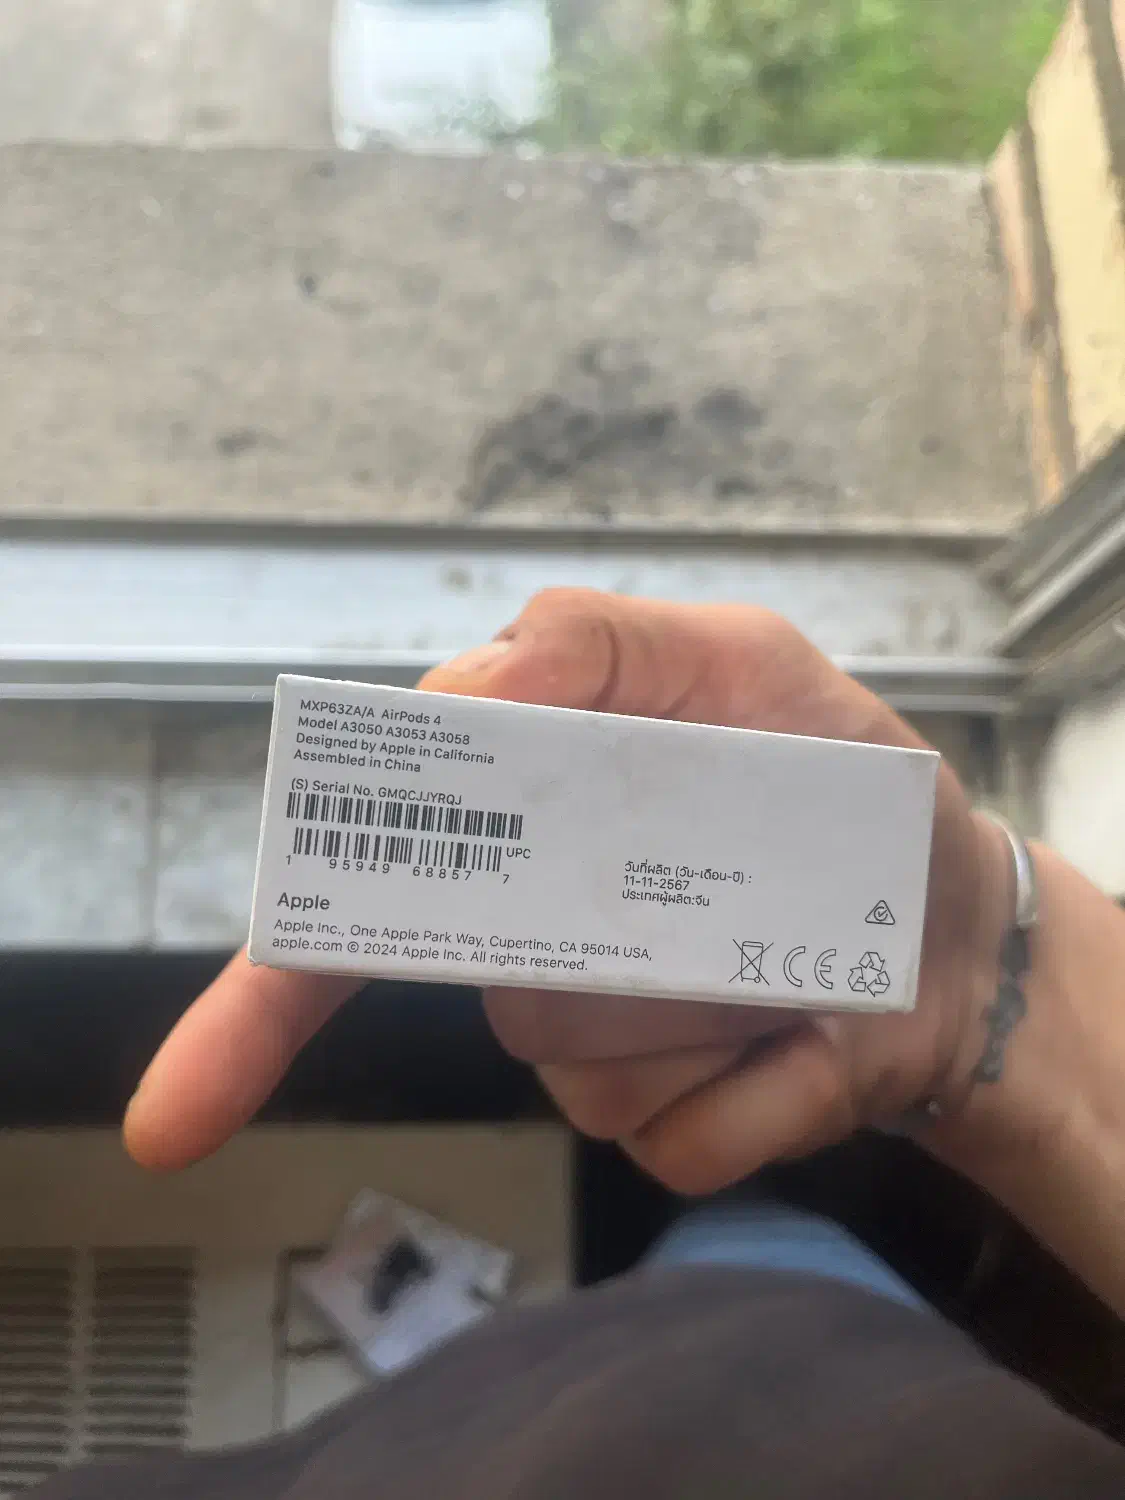 MXP63ZA/A AirPods 4
Model A3050 A3053 A3058
Designed by Apple in California
Assembled in China
(S) Serial No. GMQCJJYRQJ
UPC
1 95949 68857 7
วันที่ผลิต (วัน-เดือน-ปี) :
11-11-2567
ประเทศผู้ผลิต:จีน
Apple
Apple Inc., One Apple Park Way, Cupertino, CA 95014 USA,
apple.com © 2024 Apple Inc. All rights reserved.
CE